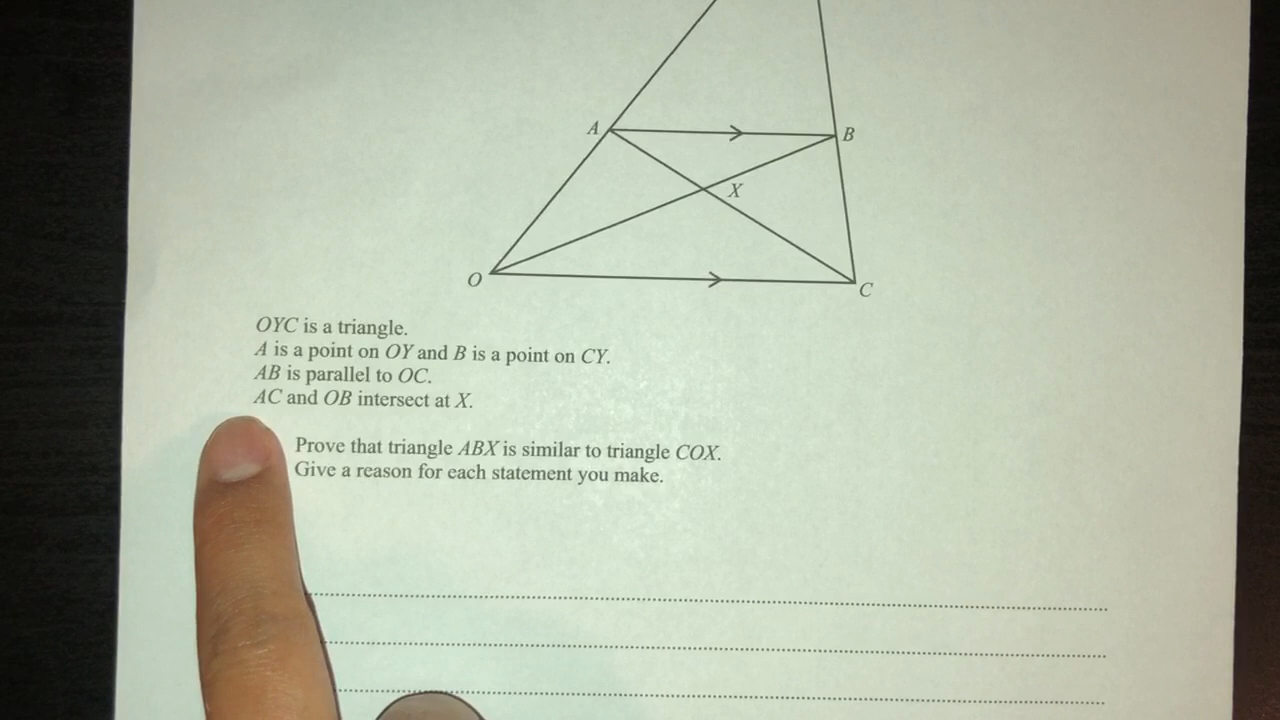 A
B
X
O
C
OYC is a triangle.
A is a point on OY and B is a point on CY.
AB is parallel to OC.
AC and OB intersect at X.
Prove that triangle ABX is similar to triangle COX.
Give a reason for each statement you make.